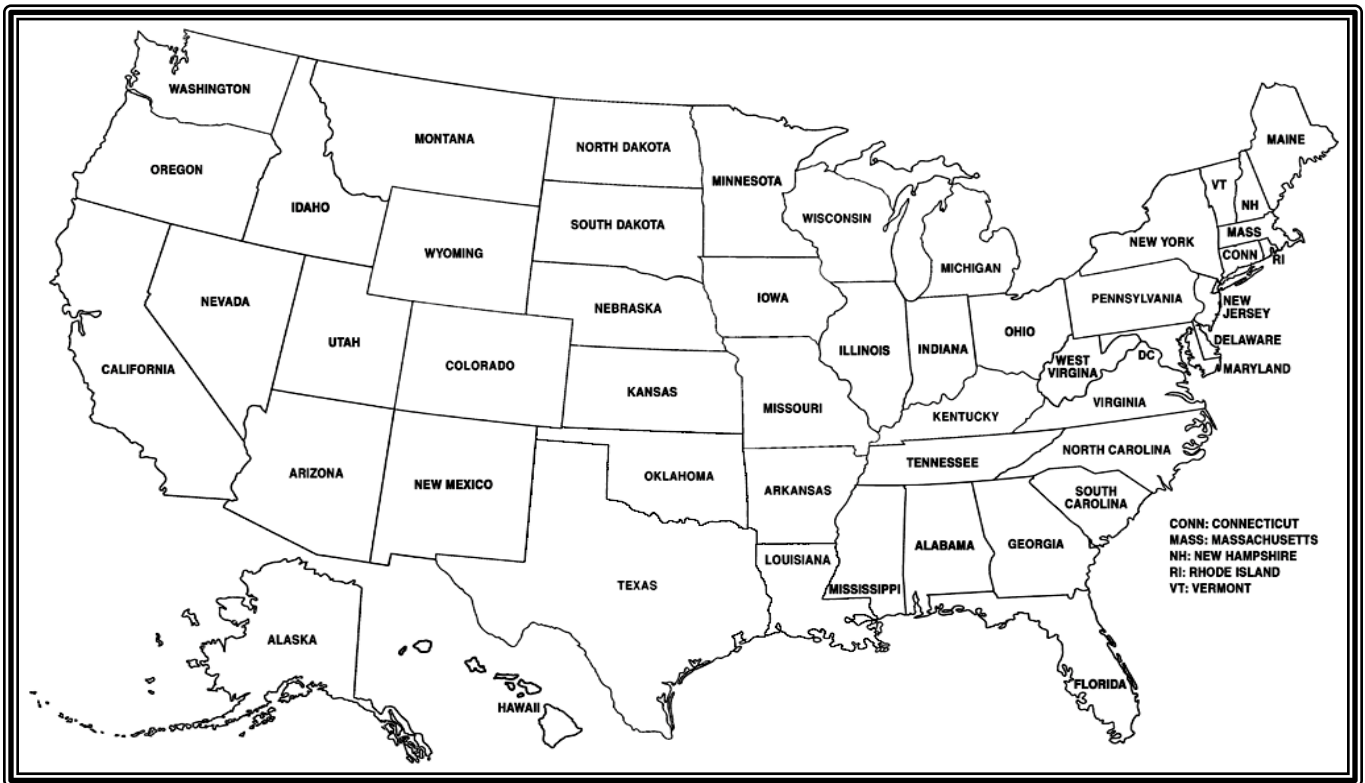 WASHINGTON
MONTANA
NORTH DAKOTA
MINNESOTA
MAINE
OREGON
IDAHO
SOUTH DAKOTA
WISCONSIN
VT
NH
WYOMING
MICHIGAN
NEW YORK
MASS
CONN
RI
NEVADA
NEBRASKA
IOWA
PENNSYLVANIA
NEW
JERSEY
UTAH
COLORADO
ILLINOIS
INDIANA
OHIO
DELAWARE
CALIFORNIA
KANSAS
MISSOURI
WEST
VIRGINA
DC
MARYLAND
KENTUCKY
VIRGINIA
ARIZONA
NEW MEXICO
OKLAHOMA
ARKANSAS
TENNESSEE
NORTH CAROLINA
SOUTH
CAROLINA
TEXAS
LOUISIANA
MISSISSIPPI
ALABAMA
GEORGIA
CONN: CONNECTICUT
MASS: MASSACHUSETTS
NH: NEW HAMPSHIRE
RI: RHODE ISLAND
VT: VERMONT
ALASKA
HAWAII
FLORIDA